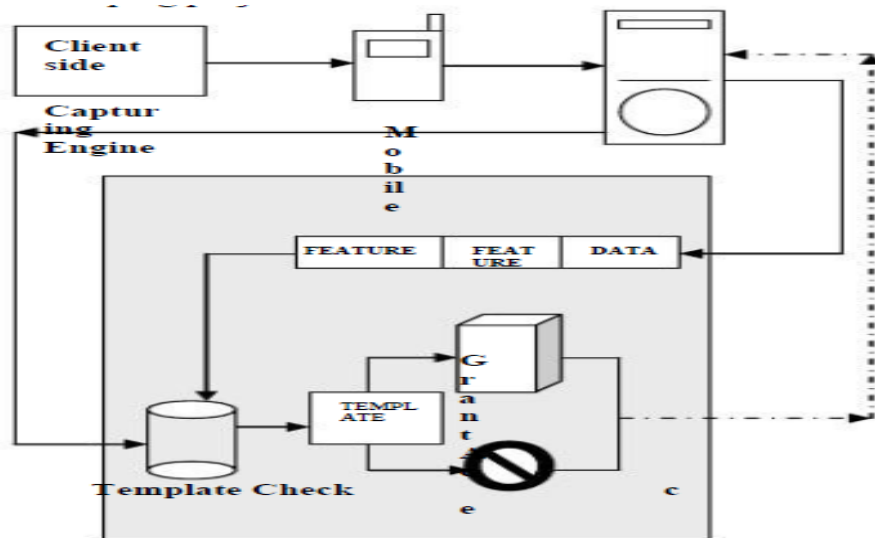 Client
side
Captur
ing
Engine
M
o
b
il
e
FEATURE
FEAT
URE
DATA
G
r
a
n
t
TEMPL
ATE
Template Check
c
e